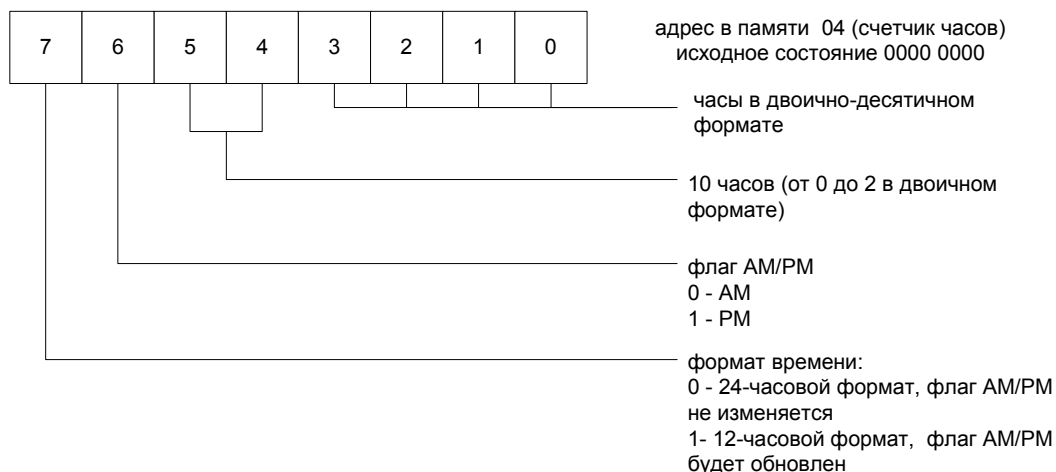 7 6 5 4 3 2 1 0
адрес в памяти 04 (счетчик часов)
исходное состояние 0000 0000
часы в двоично-десятичном
формате
10 часов (от 0 до 2 в двоичном
формате)
флаг AM/PM
0 - AM
1 - PM
формат времени:
0 - 24-часовой формат, флаг AM/PM
не изменяется
1- 12-часовой формат, флаг AM/PM
будет обновлен